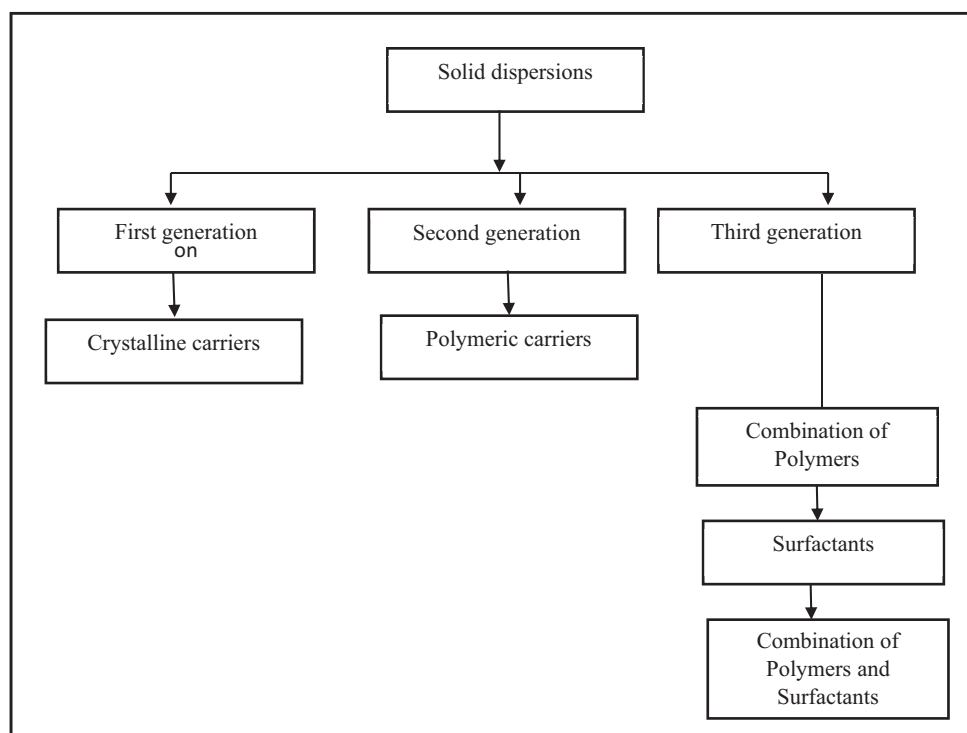 Solid dispersions
First generation
on
Second generation
Third generation
Crystalline carriers
Polymeric carriers
Combination of
Polymers
Surfactants
Combination of
Polymers and
Surfactants